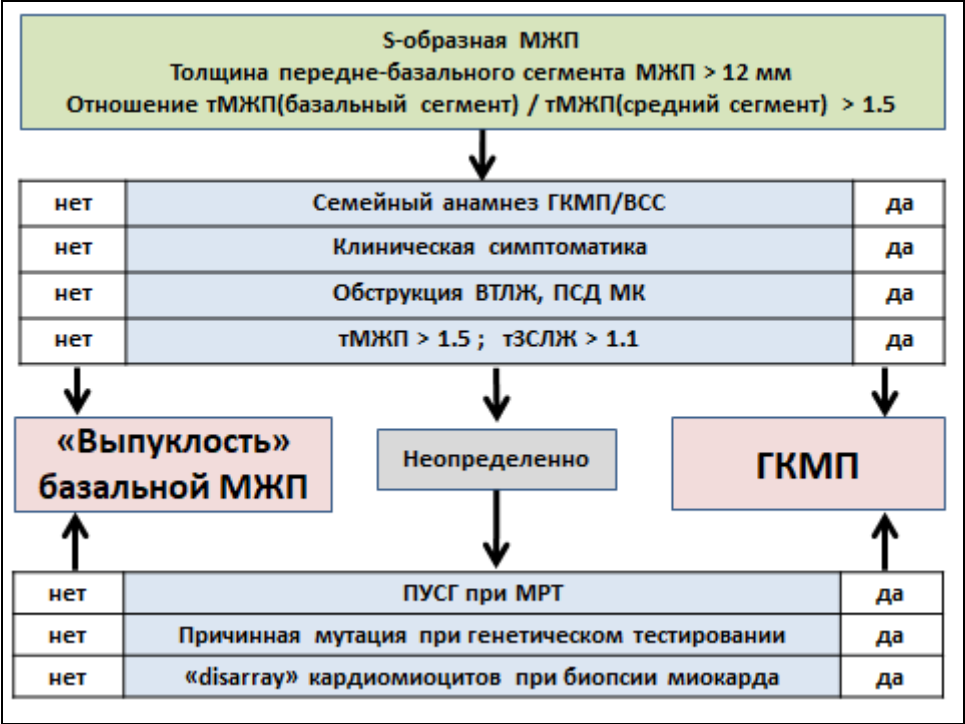 S-образная МЖП
Толщина передне-базального сегмента МЖП > 12 мм
Отношение тМЖП(базальный сегмент) / тМЖП(средний сегмент) > 1.5
нет Семейный анамнез ГКМП/ВСС да
нет Клиническая симптоматика да
нет Обструкция ВТЛЖ, ПСД МК да
нет тМЖП > 1.5 ; тЗСЛЖ > 1.1 да
«Выпуклость»
базальной МЖП
Неопределенно
ГКМП
нет ПУСГ при МРТ да
нет Причинная мутация при генетическом тестировании да
нет «disarray» кардиомиоцитов при биопсии миокарда да